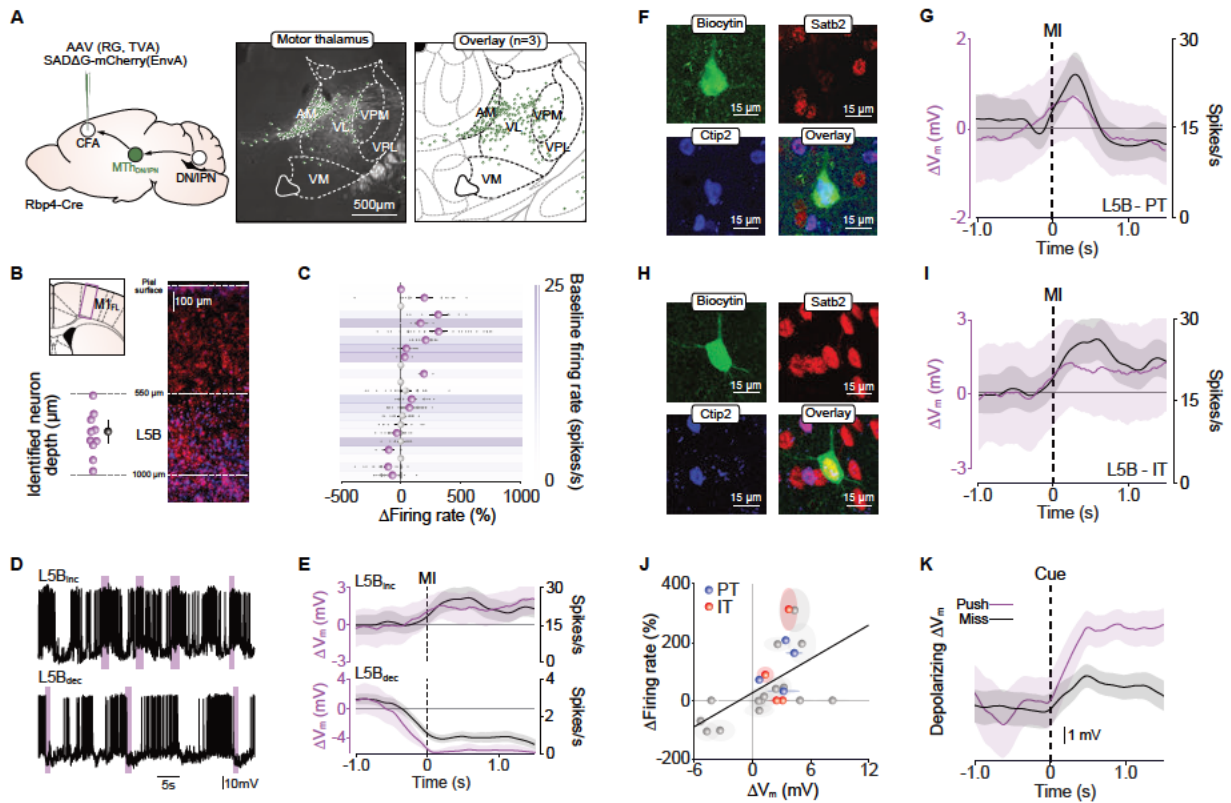 A
AAV (RG, TVA)
SADΔG-mCherry(EnvA)
CFA
MTh DN/IPN
DN/IPN
Rbp4-Cre
Motor thalamus
AM
VL
VPM
VPL
VM
500μm
Overlay (n=3)
AM
VL
VPM
VPL
VM
B
M1FL
Pial
surface
100 μm
550 μm
L5B
1000 μm
Identified neuron
depth (μm)
C
25
0
Baseline firing rate (spikes/s)
-500
0
500
1000
ΔFiring rate (%)
D
L5Binc
L5Bdec
5s
10mV
E
L5Binc
MI
3
0
-3
ΔVm (mV)
30
15
0
Spikes/s
L5Bdec
4
0
-4
ΔVm (mV)
4
2
0
Spikes/s
-1.0
0
1.0
Time (s)
F
Biocytin
15 μm
Satb2
15 μm
Ctip2
15 μm
Overlay
15 μm
G
MI
2
0
-2
ΔVm (mV)
30
15
0
Spikes/s
L5B - PT
-1.0
0
1.0
Time (s)
H
Biocytin
15 μm
Satb2
15 μm
Ctip2
15 μm
Overlay
15 μm
I
MI
3
0
-3
ΔVm (mV)
30
15
0
Spikes/s
L5B - IT
-1.0
0
1.0
Time (s)
J
400
200
0
-200
ΔFiring rate (%)
PT
IT
-6
0
6
12
ΔVm (mV)
K
Cue
Push
Miss
Depolarizing ΔVm
1 mV
-1.0
0
1.0
Time (s)